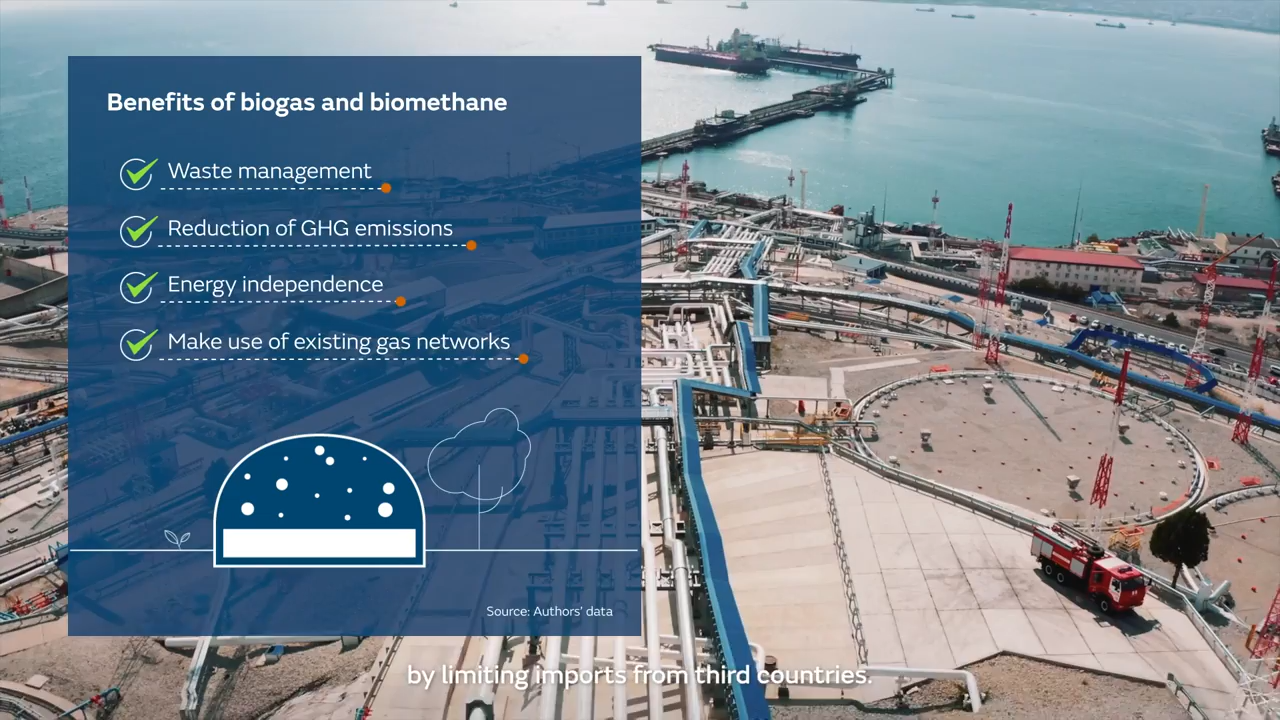 Benefits of biogas and biomethane
Waste management
Reduction of GHG emissions
Energy independence
Make use of existing gas networks
Source: Authors' data
by limiting imports from third countries.